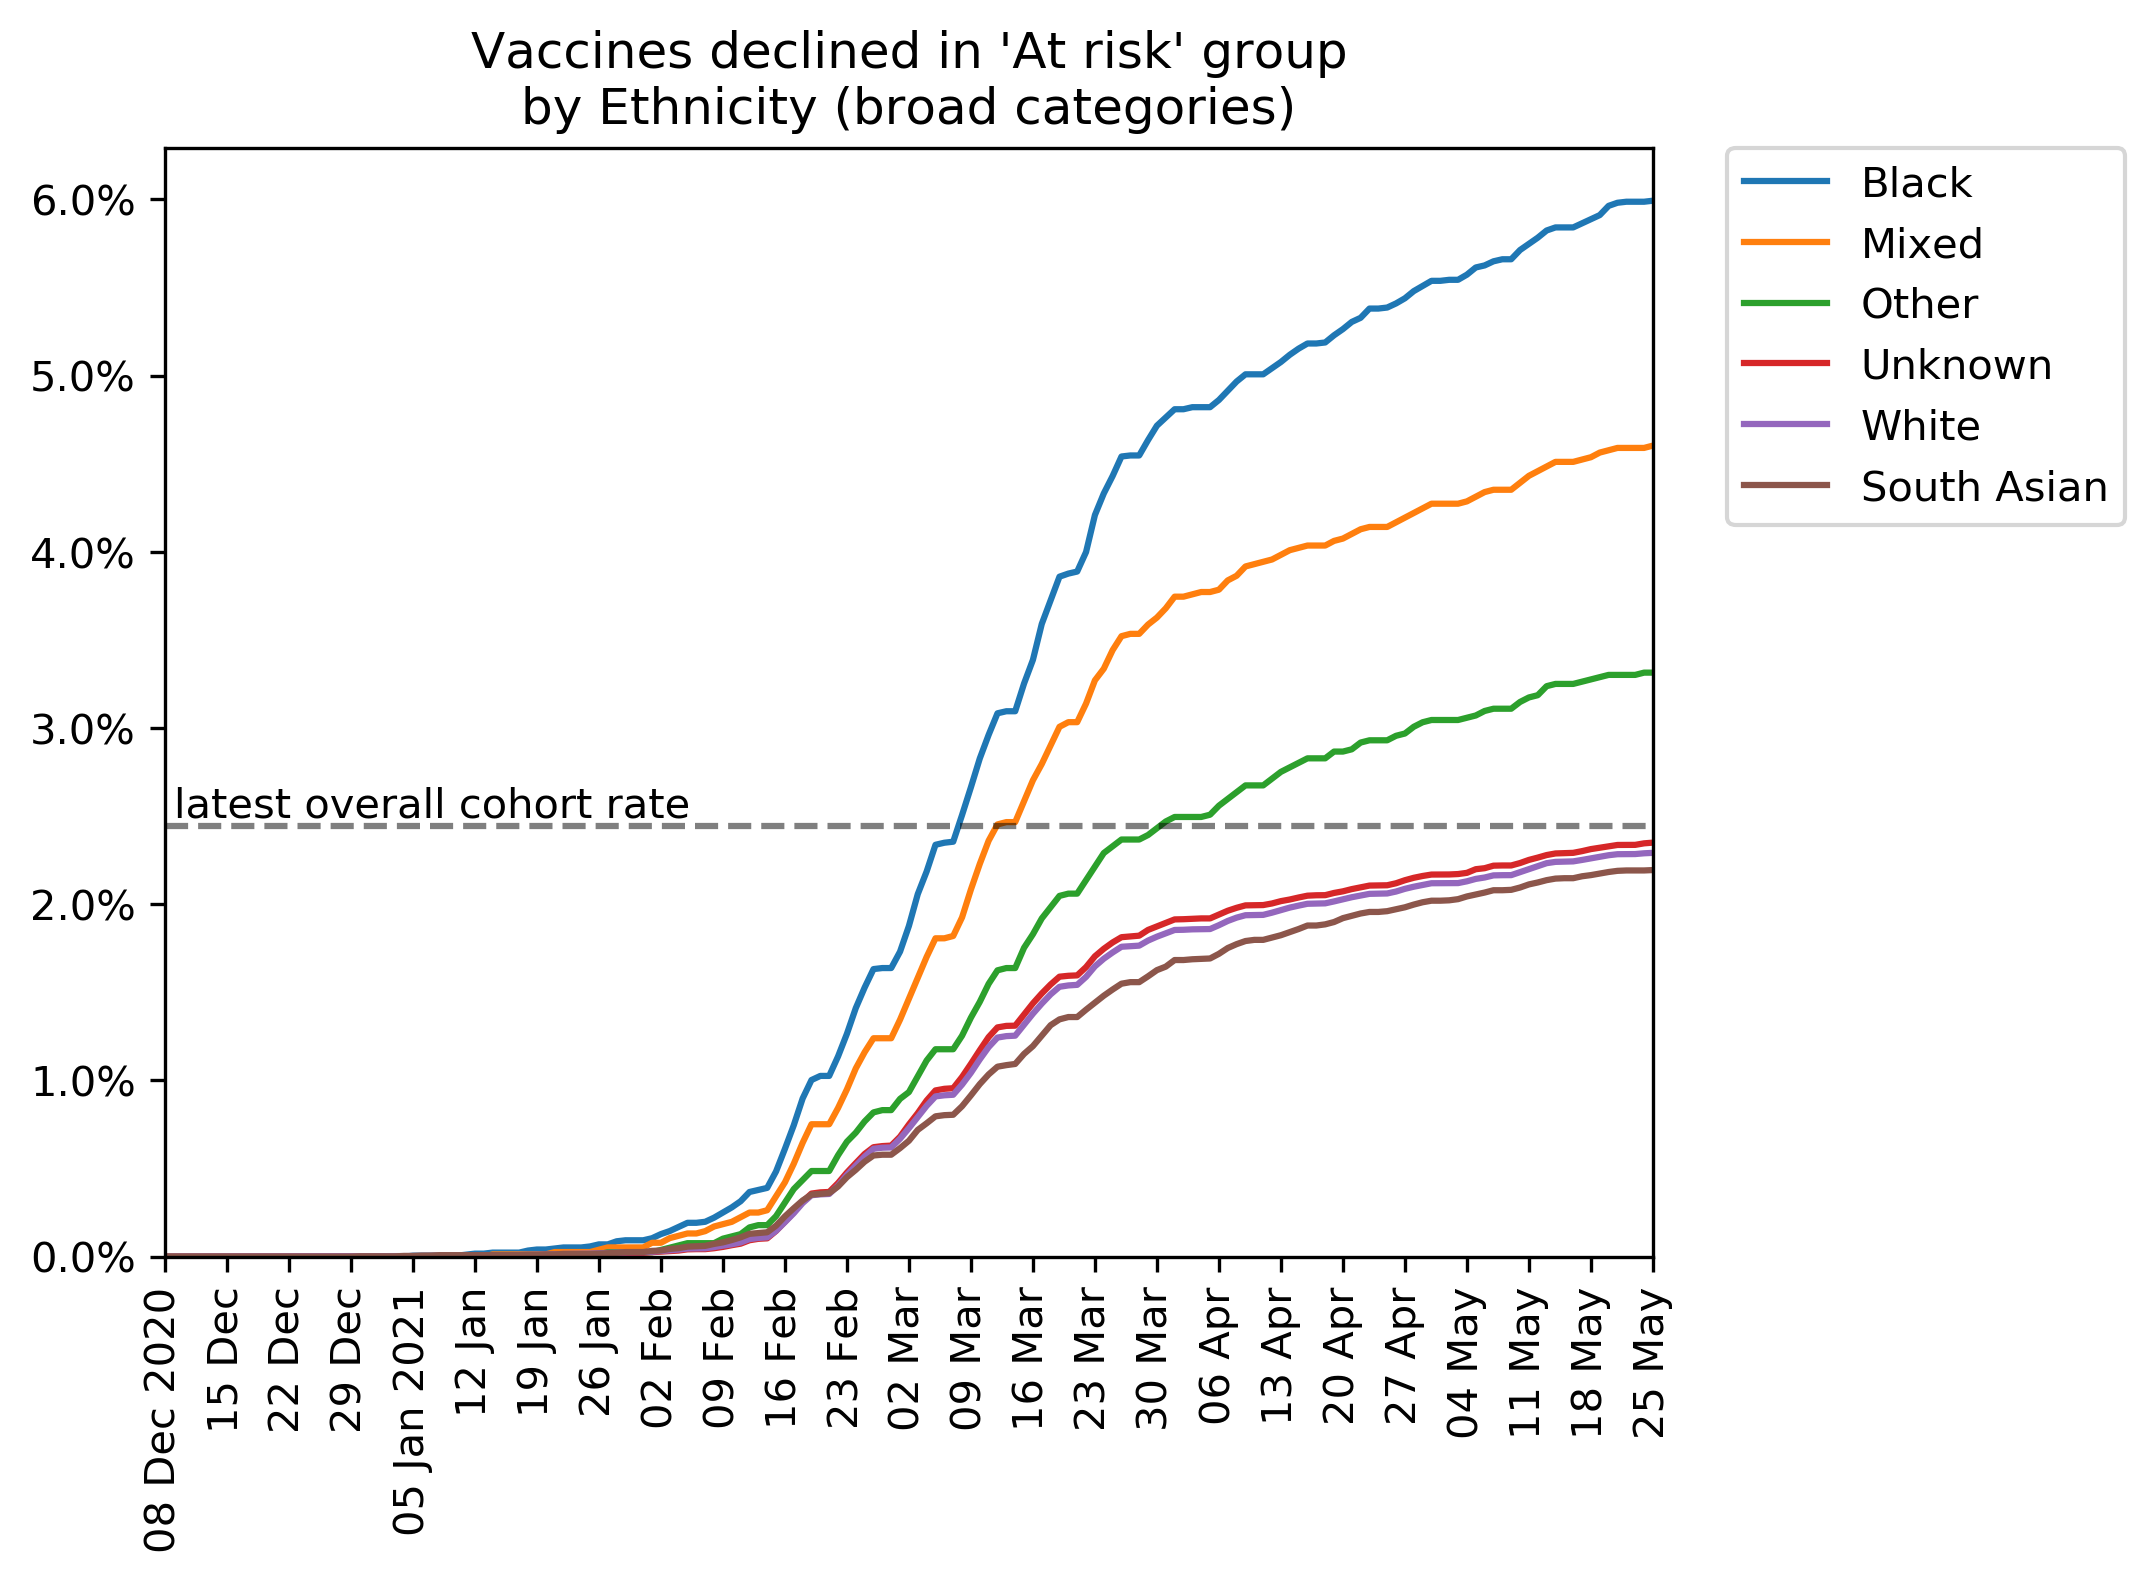 Vaccines declined in 'At risk' group
by Ethnicity (broad categories)
6.0%
5.0%
4.0%
3.0%
2.0%
1.0%
0.0%
latest overall cohort rate
08 Dec 2020
15 Dec
22 Dec
29 Dec
05 Jan 2021
12 Jan
19 Jan
26 Jan
02 Feb
09 Feb
16 Feb
23 Feb
02 Mar
09 Mar
16 Mar
23 Mar
30 Mar
06 Apr
13 Apr
20 Apr
27 Apr
04 May
11 May
18 May
25 May
Black
Mixed
Other
Unknown
White
South Asian